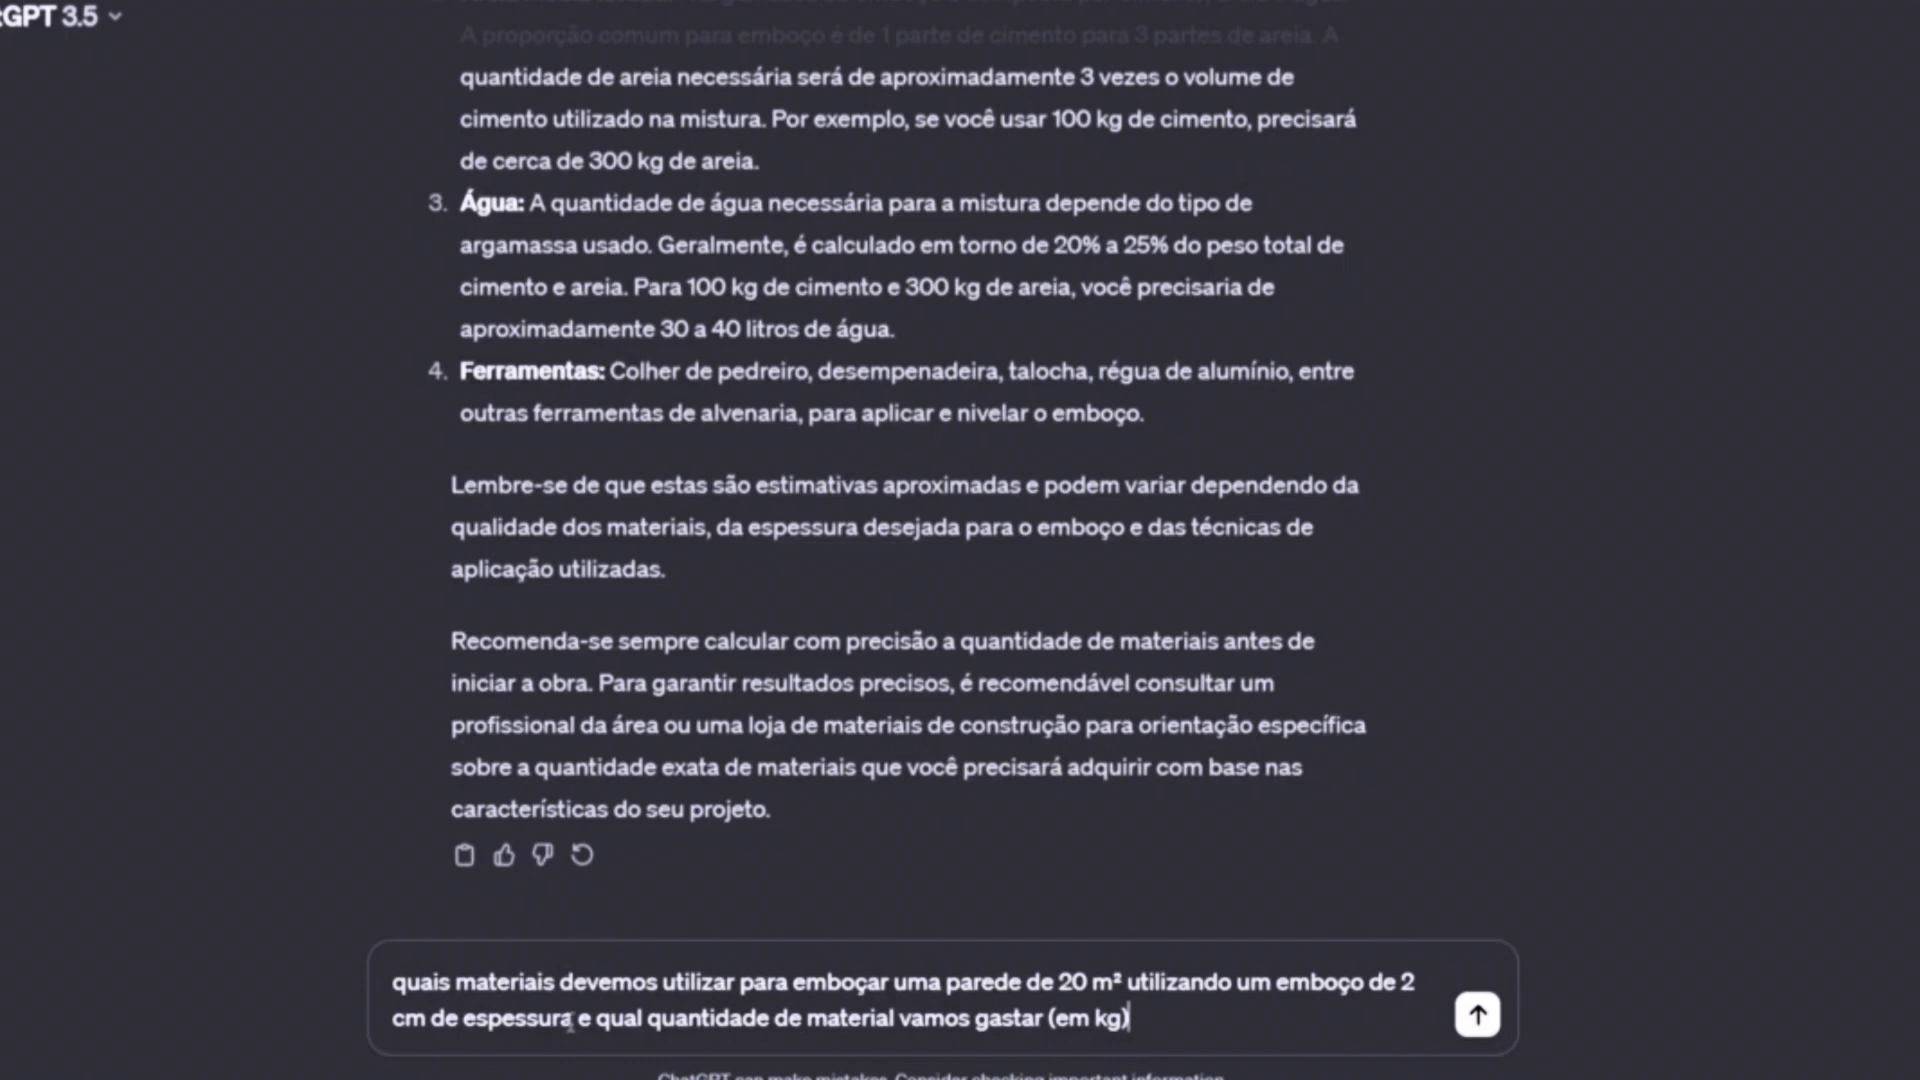 GPT 3.5
A proporção comum para emboço é de 1 parte de cimento para 3 partes de areia. A
quantidade de areia necessária será de aproximadamente 3 vezes o volume de
cimento utilizado na mistura. Por exemplo, se você usar 100 kg de cimento, precisará
de cerca de 300 kg de areia.
3. Água: A quantidade de água necessária para a mistura depende do tipo de
argamassa usado. Geralmente, é calculado em torno de 20% a 25% do peso total de
cimento e areia. Para 100 kg de cimento e 300 kg de areia, você precisaria de
aproximadamente 30 a 40 litros de água.
4. Ferramentas: Colher de pedreiro, desempenadeira, talocha, régua de alumínio, entre
outras ferramentas de alvenaria, para aplicar e nivelar o emboço.
Lembre-se de que estas são estimativas aproximadas e podem variar dependendo da
qualidade dos materiais, da espessura desejada para o emboço e das técnicas de
aplicação utilizadas.
Recomenda-se sempre calcular com precisão a quantidade de materiais antes de
iniciar a obra. Para garantir resultados precisos, é recomendável consultar um
profissional da área ou uma loja de materiais de construção para orientação específica
sobre a quantidade exata de materiais que você precisará adquirir com base nas
características do seu projeto.
quais materiais devemos utilizar para emboçar uma parede de 20 m² utilizando um emboço de 2
cm de espessura e qual quantidade de material vamos gastar (em kg)
ChatGPT can make mistakes. Consider checking important information.